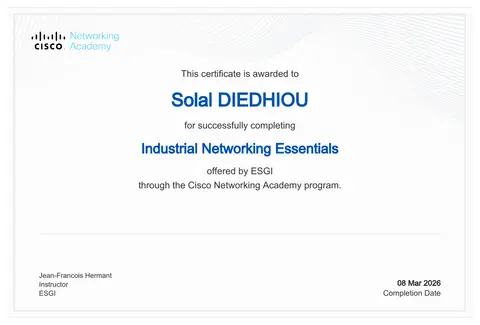 CISCO
Networking
Academy
This certificate is awarded to
Solal DIEDHIOU
for successfully completing
Industrial Networking Essentials
offered by ESGI
through the Cisco Networking Academy program.
Jean-Francois Hermant
Instructor
ESGI
08 Mar 2026
Completion Date